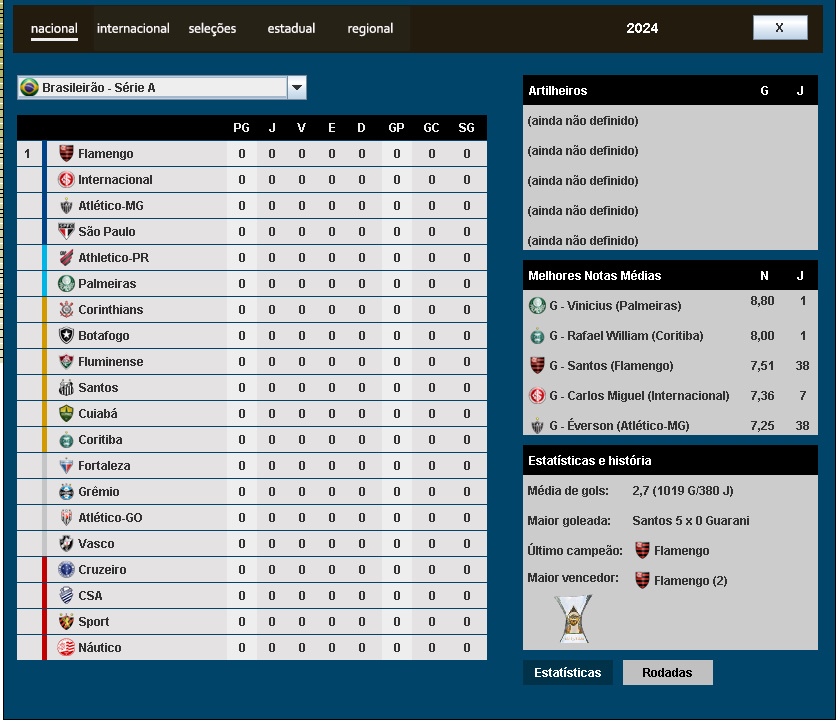 nacional internacional seleções estadual regional 2024 X
Brasileirão - Série A
PG J V E D GP GC SG
1 Flamengo 0 0 0 0 0 0 0 0
Internacional 0 0 0 0 0 0 0 0
Atlético-MG 0 0 0 0 0 0 0 0
São Paulo 0 0 0 0 0 0 0 0
Athletico-PR 0 0 0 0 0 0 0 0
Palmeiras 0 0 0 0 0 0 0 0
Corinthians 0 0 0 0 0 0 0 0
Botafogo 0 0 0 0 0 0 0 0
Fluminense 0 0 0 0 0 0 0 0
Santos 0 0 0 0 0 0 0 0
Cuiabá 0 0 0 0 0 0 0 0
Coritiba 0 0 0 0 0 0 0 0
Fortaleza 0 0 0 0 0 0 0 0
Grêmio 0 0 0 0 0 0 0 0
Atlético-GO 0 0 0 0 0 0 0 0
Vasco 0 0 0 0 0 0 0 0
Cruzeiro 0 0 0 0 0 0 0 0
CSA 0 0 0 0 0 0 0 0
Sport 0 0 0 0 0 0 0 0
Náutico 0 0 0 0 0 0 0 0
Artilheiros G J
(ainda não definido)
(ainda não definido)
(ainda não definido)
(ainda não definido)
(ainda não definido)
Melhores Notas Médias N J
G - Vinicius (Palmeiras) 8,80 1
G - Rafael William (Coritiba) 8,00 1
G - Santos (Flamengo) 7,51 38
G - Carlos Miguel (Internacional) 7,36 7
G - Éverson (Atlético-MG) 7,25 38
Estatísticas e história
Média de gols: 2,7 (1019 G/380 J)
Maior goleada: Santos 5 x 0 Guarani
Último campeão: Flamengo
Maior vencedor: Flamengo (2)
Estatísticas Rodadas